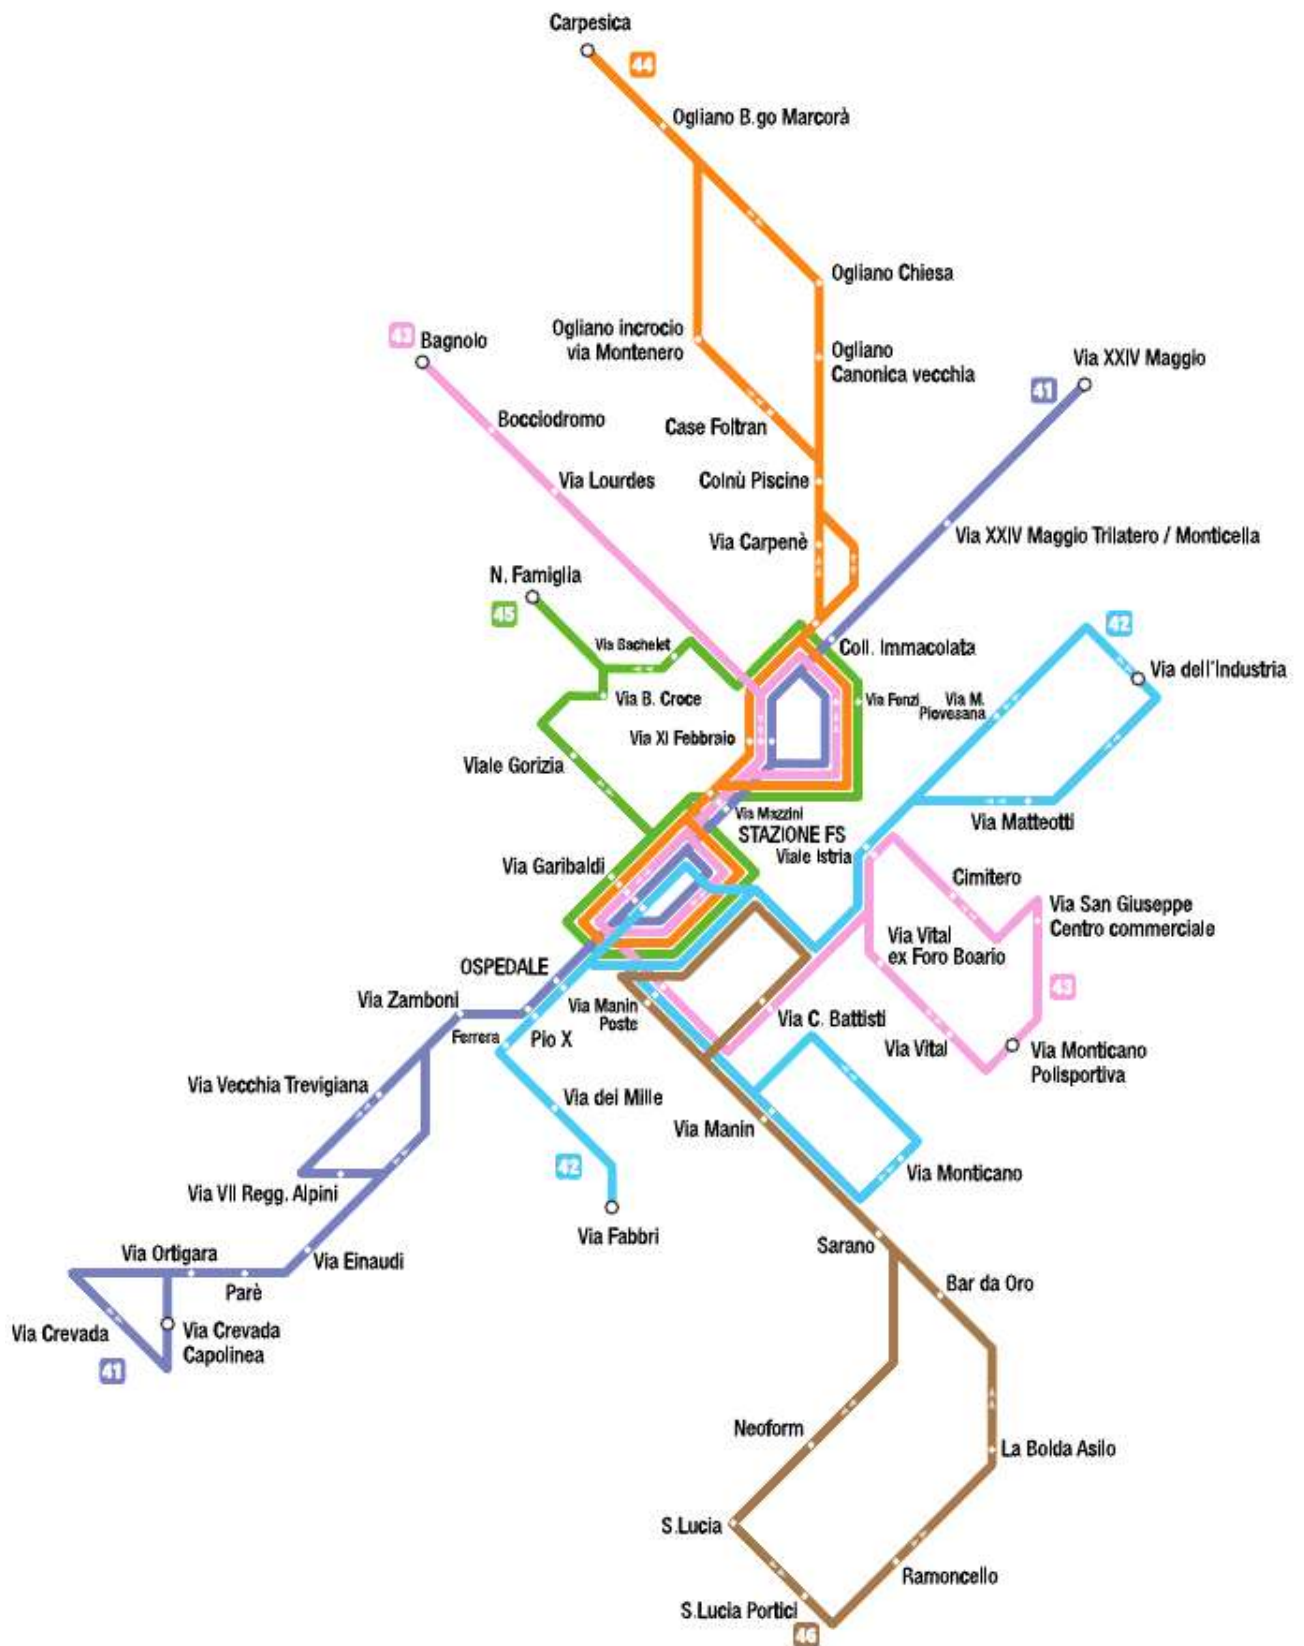 Carpesica
44
Ogliano B.go Marcorà
Ogliano Chiesa
Ogliano incrocio
via Montenero
Ogliano
Canonica vecchia
43
Bagnolo
Via XXIV Maggio
41
Bocciodromo
Case Foltran
Via Lourdes
Colnù Piscine
Via Carpenè
Via XXIV Maggio Trilatero / Monticella
N. Famiglia
45
42
Via Bachelet
Coll. Immacolata
Via dell'Industria
Via B. Croce
Via Fenzi
Via M.
Piovesana
Via XI Febbraio
Viale Gorizia
Via Mazzini
STAZIONE FS
Via Matteotti
Viale Istria
Via Garibaldi
Cimitero
Via San Giuseppe
Centro commerciale
Via Vital
ex Foro Boario
OSPEDALE
43
Via Zamboni
Via Manin
Poste
Via C. Battisti
Ferrera
Pio X
Via Vital
Via Monticano
Polisportiva
Via Vecchia Trevigiana
Via dei Mille
Via Manin
42
Via Monticano
Via VII Regg. Alpini
Via Fabbri
Sarano
Via Ortigara
Via Einaudi
Bar da Oro
Parè
Via Crevada
Via Crevada
Capolinea
41
Neoform
La Bolda Asilo
S.Lucia
Ramoncello
S.Lucia Portici
46